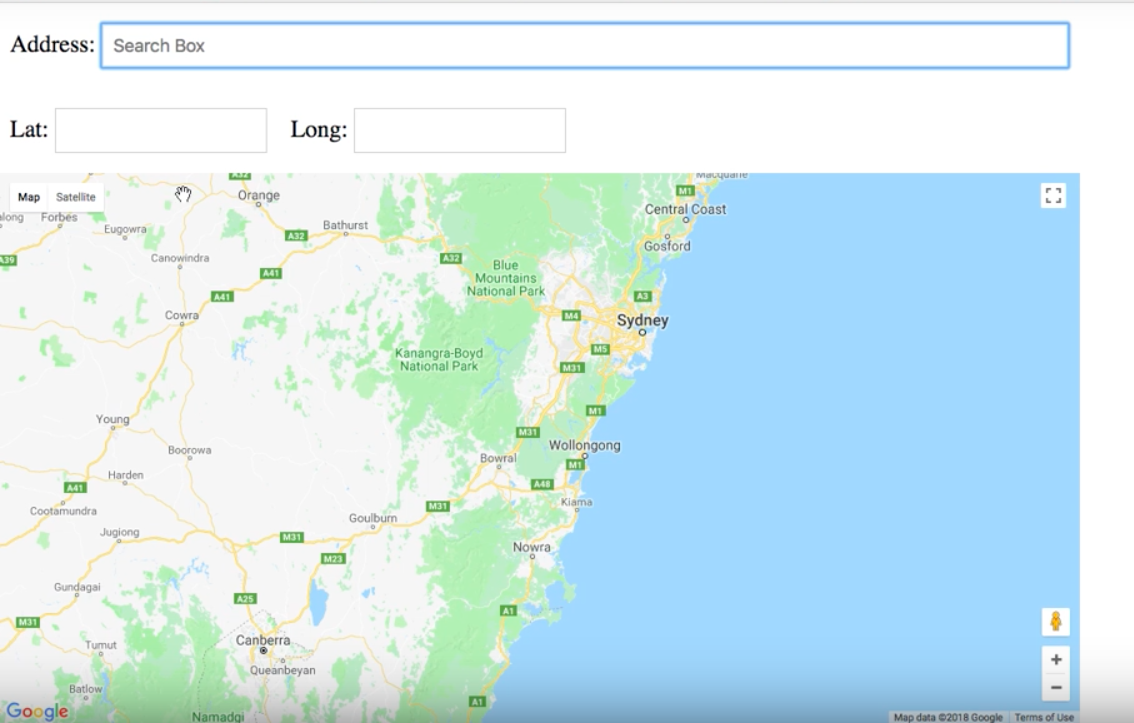 Address: Search Box
Lat: Long:
Macquarie
Map Satellite
A32
Orange
M1
Central Coast
Forbes
Eugowra
Bathurst
A32
Gosford
A39
Canowindra
A32
Blue
Mountains
National Park
A41
A41
A3
Cowra
M4
Sydney
M5
Kanangra-Boyd
National Park
M31
M1
Young
M31
Boorowa
Wollongong
Bowral
M1
Harden
A41
A48
Cootamundra
M31
Kiama
Goulburn
Jugiong
M31
Nowra
M23
Gundagai
A25
A1
M31
Canberra
Tumut
Queanbeyan
Batlow
A1
Google
Namadgi
Map data ©2018 Google Terms of Use